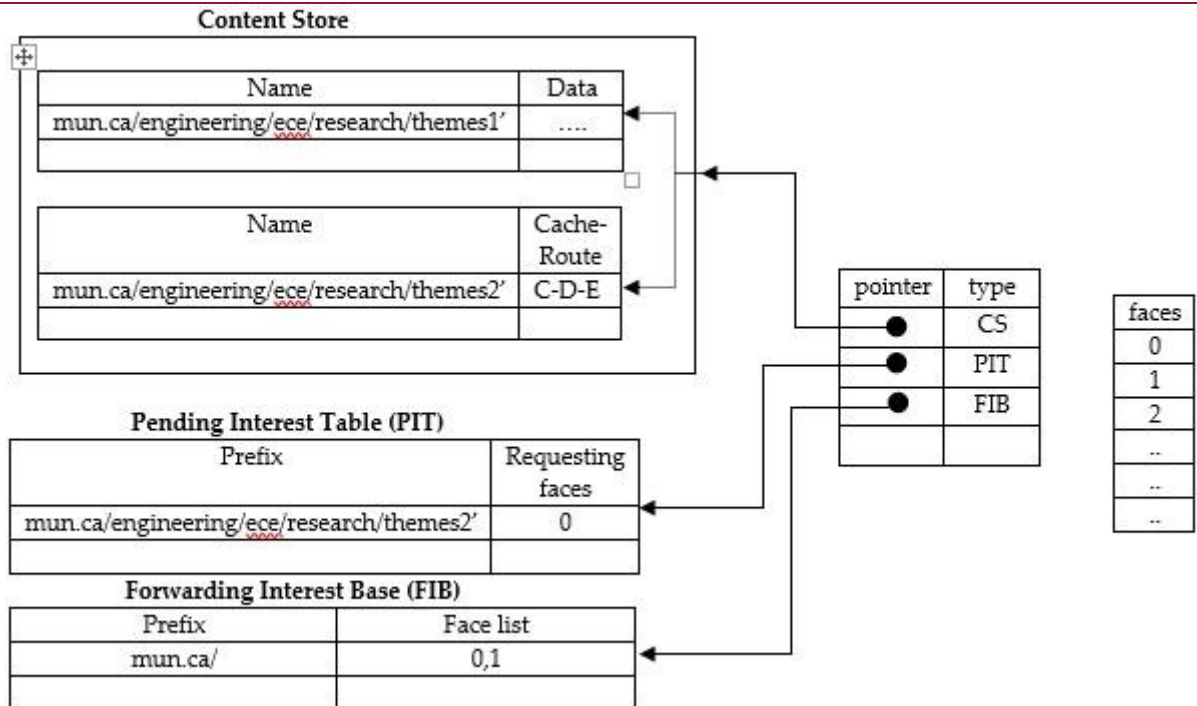 Content Store
Name Data
mun.ca/engineering/ece/research/themes1′ ....
Name Cache-
Route
mun.ca/engineering/ece/research/themes2′ C-D-E
pointer type
CS
PIT
FIB
faces
0
1
2
..
..
..
Pending Interest Table (PIT)
Prefix Requesting
faces
mun.ca/engineering/ece/research/themes2′ 0
Forwarding Interest Base (FIB)
Prefix Face list
mun.ca/ 0,1